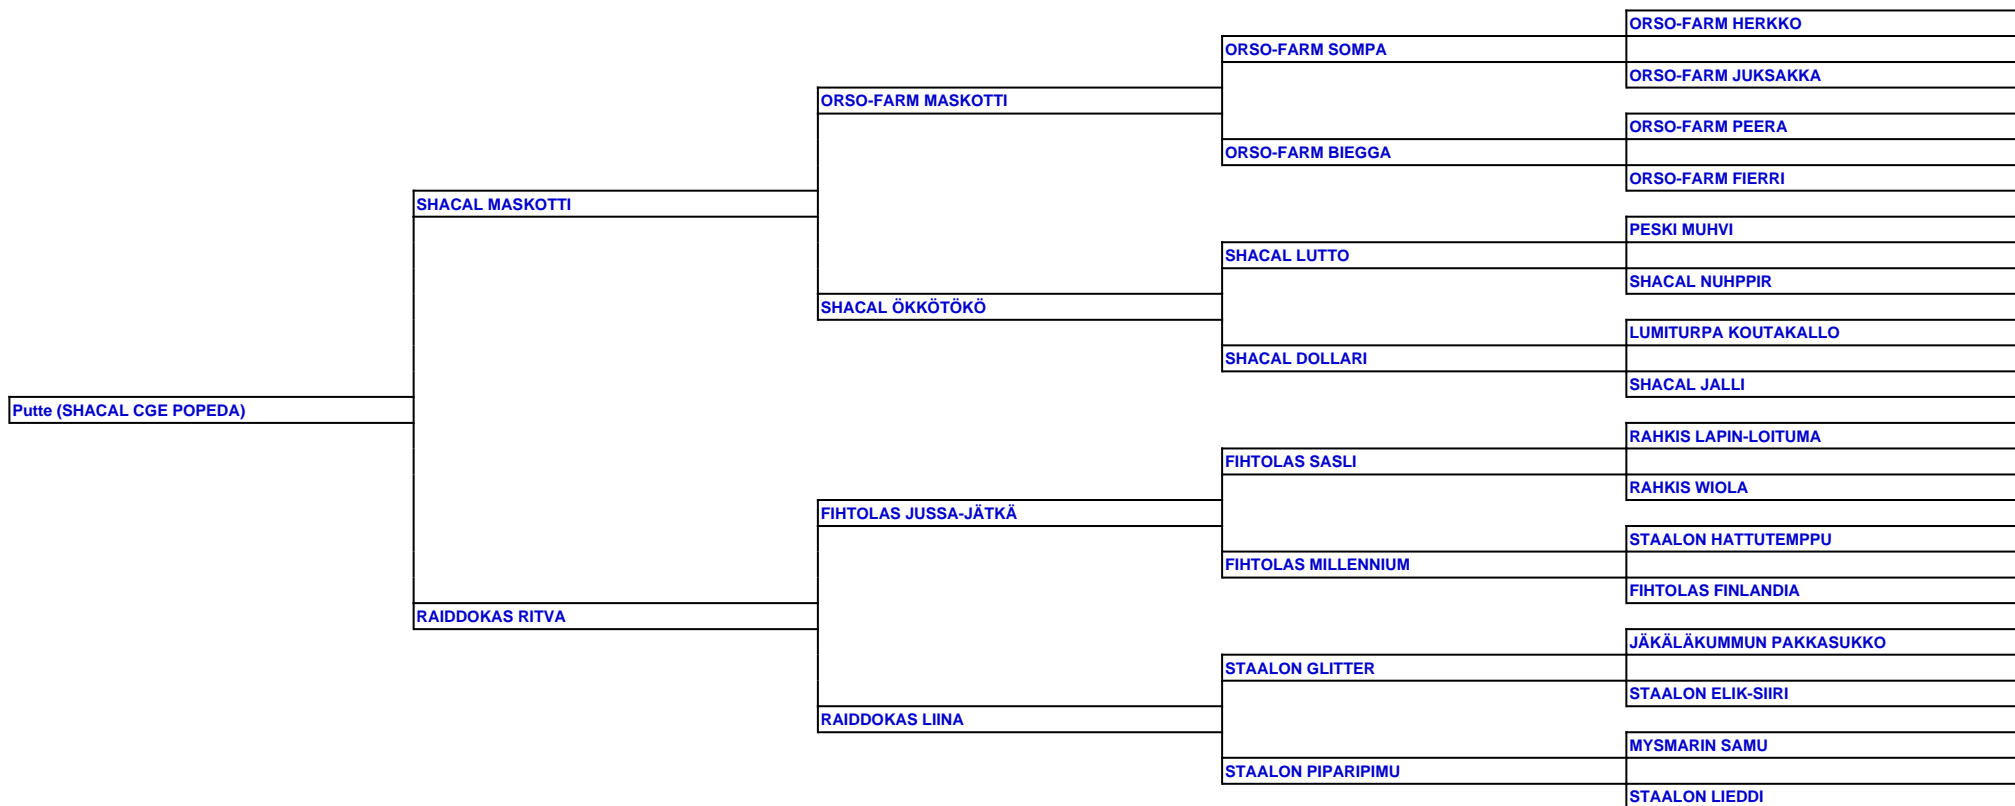 ORSO-FARM HERKKO
ORSO-FARM SOMPA
ORSO-FARM JUKSAKKA
ORSO-FARM MASKOTTI
ORSO-FARM PEERA
ORSO-FARM BIEGGA
ORSO-FARM FIERRI
SHACAL MASKOTTI
PESKI MUHVI
SHACAL LUTTO
SHACAL NUHPPIR
SHACAL ÖKKÖTÖKÖ
LUMITURPA KOUTAKALLO
SHACAL DOLLARI
SHACAL JALLI
Putte (SHACAL CGE POPEDA)
RAHKIS LAPIN-LOITUMA
FIHTOLAS SASLI
RAHKIS WIOLA
FIHTOLAS JUSSA-JÄTKÄ
STAALON HATTUTEMPPU
FIHTOLAS MILLENNIUM
FIHTOLAS FINLANDIA
RAIDDOKAS RITVA
JÄKÄLÄKUMMUN PAKKASUKKO
STAALON GLITTER
STAALON ELIK-SIIRI
RAIDDOKAS LIINA
MYSMARIN SAMU
STAALON PIPARIPIMU
STAALON LIEDDI